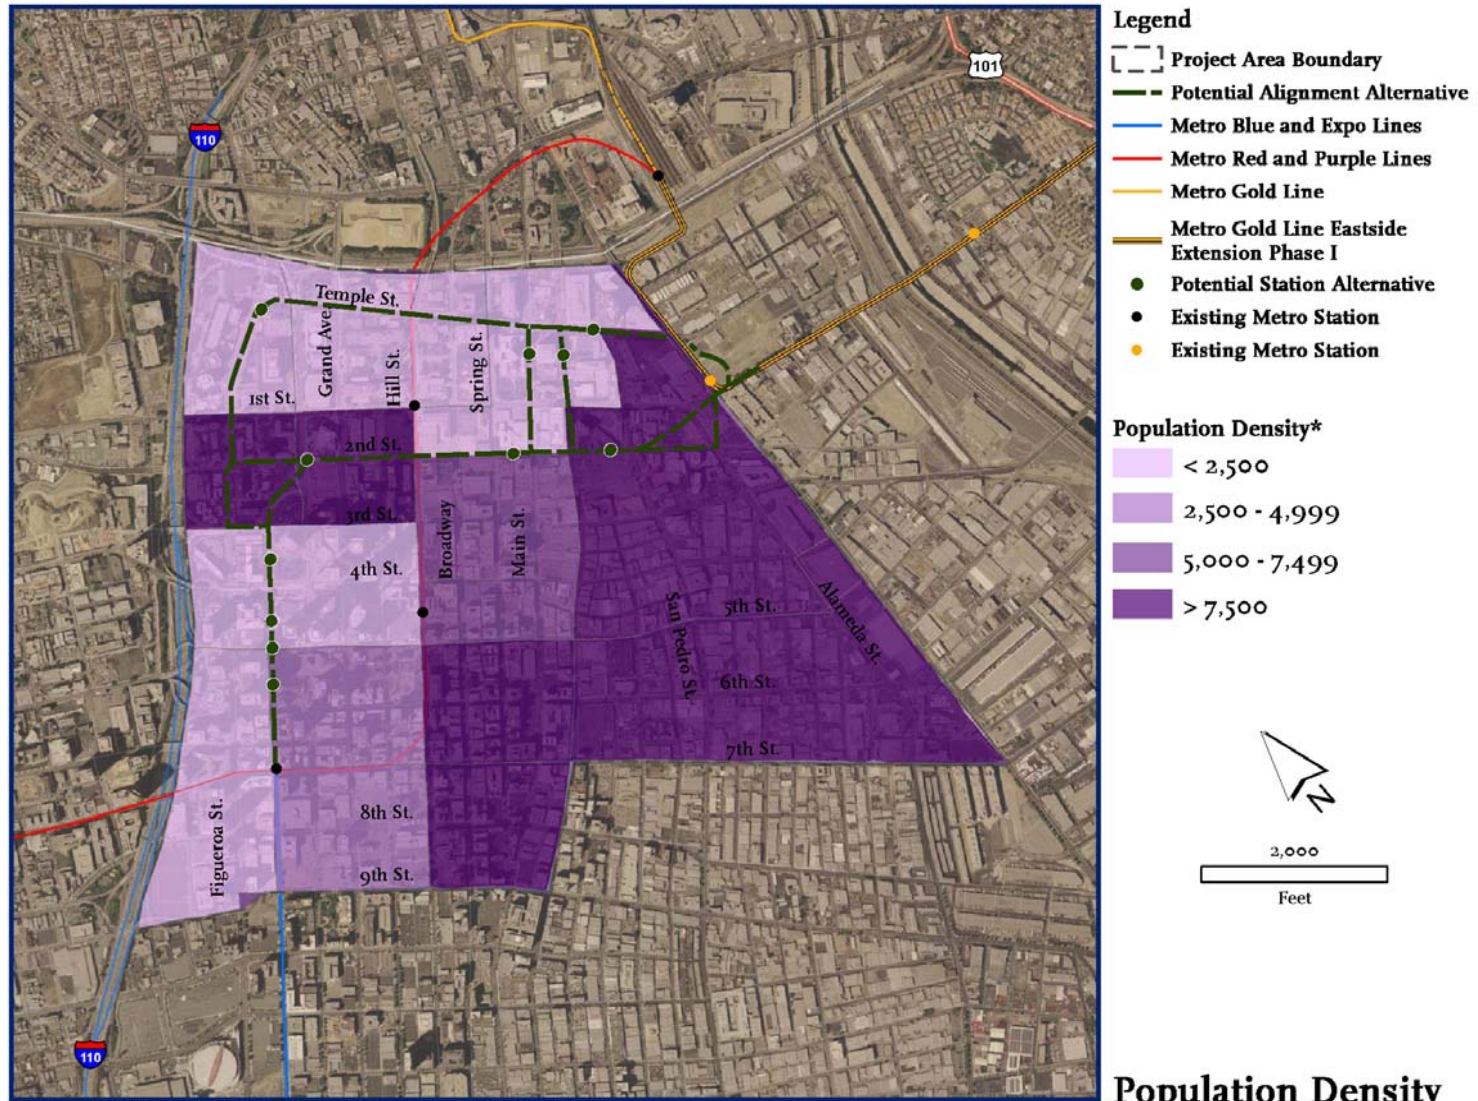 Legend
Project Area Boundary
Potential Alignment Alternative
Metro Blue and Expo Lines
Metro Red and Purple Lines
Metro Gold Line
Metro Gold Line Eastside
Extension Phase I
Potential Station Alternative
Existing Metro Station
Existing Metro Station
Population Density*
< 2,500
2,500 - 4,999
5,000 - 7,499
> 7,500
N
2,000
Feet
Population Density
101
110
Temple St.
Grand Ave.
Hill St.
Spring St.
1st St.
2nd St.
3rd St.
Broadway
Main St.
4th St.
San Pedro St.
5th St.
Alameda St.
6th St.
7th St.
Figueroa St.
8th St.
9th St.
110